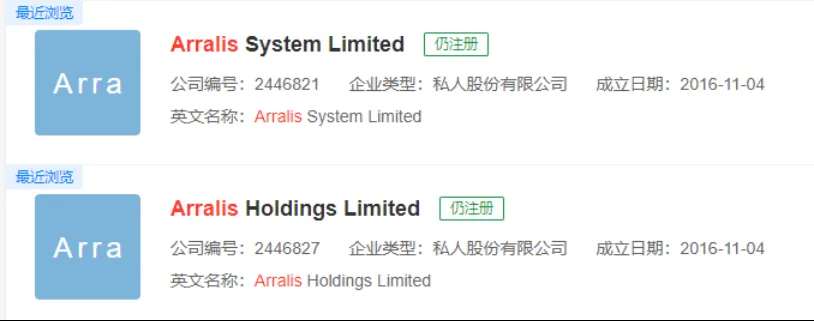 最近浏览
Arra
Arralis System Limited 仍注册
公司编号：2446821 企业类型：私人股份有限公司 成立日期：2016-11-04
英文名称：Arralis System Limited
最近浏览
Arra
Arralis Holdings Limited 仍注册
公司编号：2446827 企业类型：私人股份有限公司 成立日期：2016-11-04
英文名称：Arralis Holdings Limited